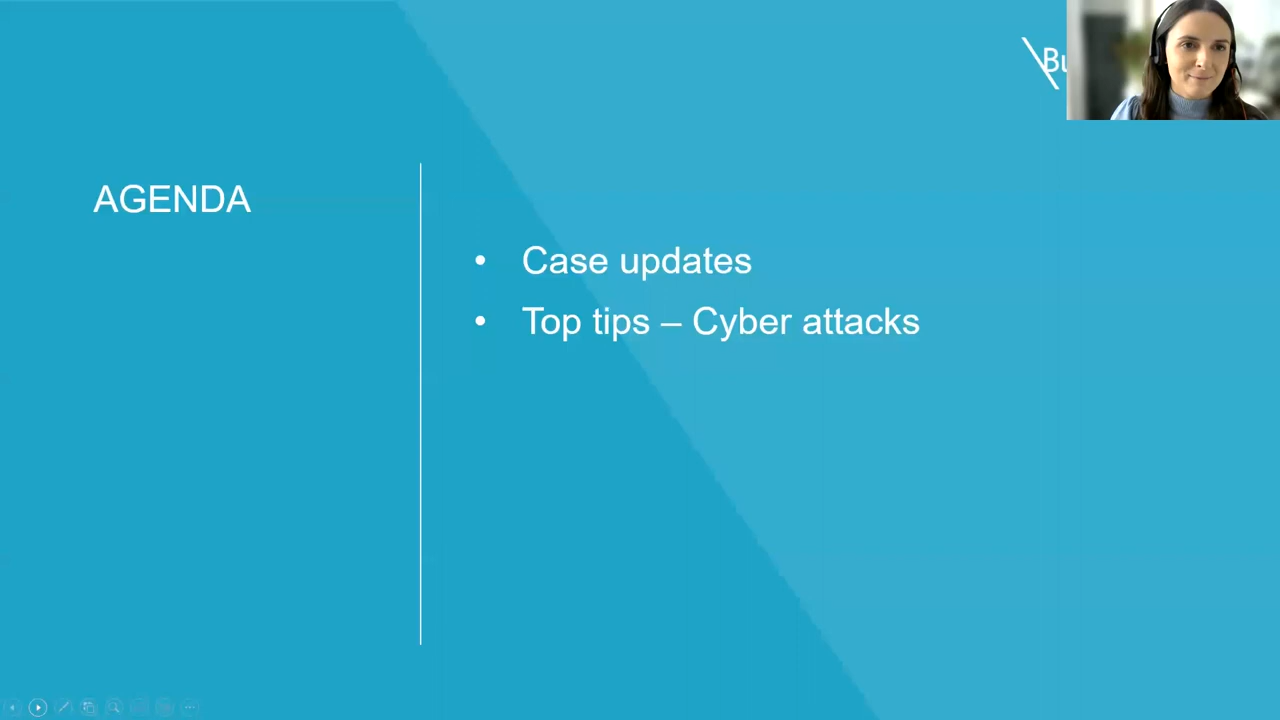 AGENDA
• Case updates
• Top tips – Cyber attacks